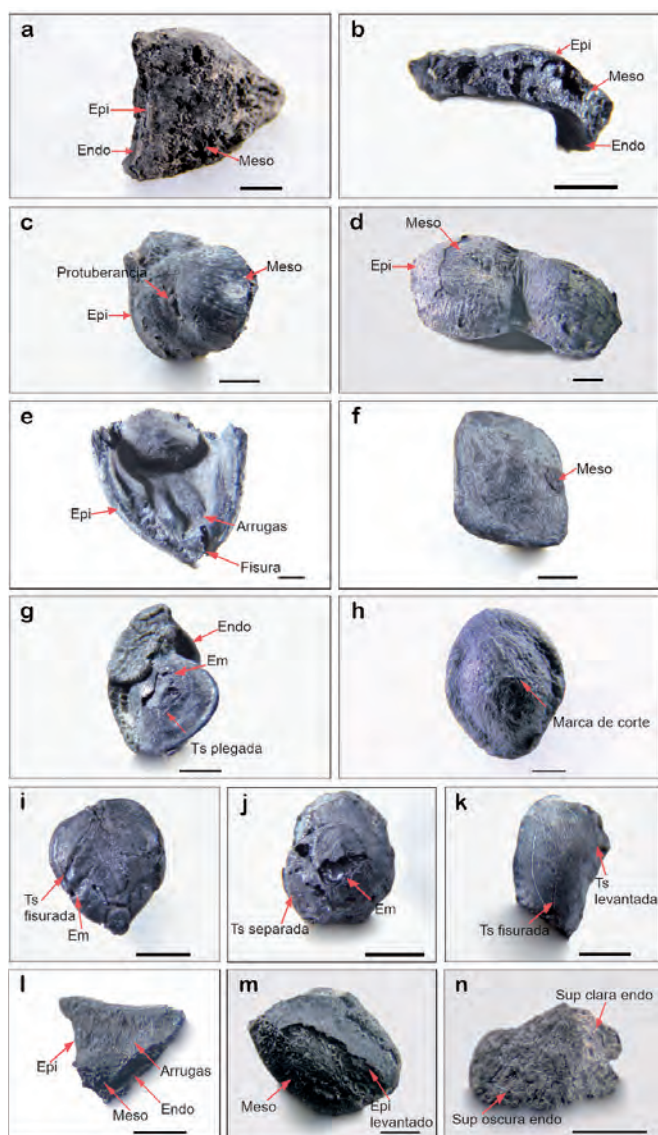 a
Epi
Endo
Meso
b
Epi
Meso
Endo
c
Protuberancia
Meso
Epi
d
Meso
Epi
e
Epi
Arrugas
Fisura
f
Meso
g
Endo
Em
Ts plegada
h
Marca de corte
i
Ts
fisurada
Em
j
Ts separada
Em
k
Ts
levantada
Ts fisurada
l
Epi
Arrugas
Meso
Endo
m
Meso
Epi
levantado
n
Sup clara endo
Sup oscura endo